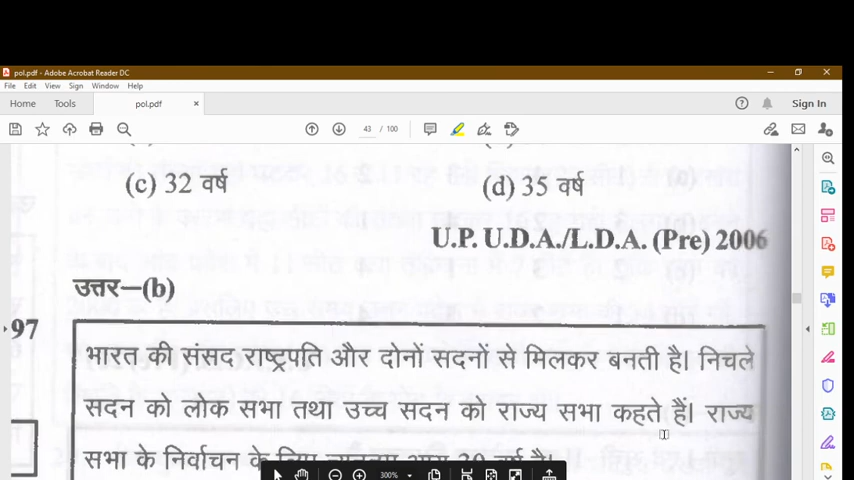 pol.pdf - Adobe Acrobat Reader DC
File Edit View Sign Window Help
Home Tools pol.pdf × Sign In
43 / 100
(c) 32 वर्ष (d) 35 वर्ष
U.P. U.D.A./L.D.A. (Pre) 2006
उत्तर—(b)
97
भारत की संसद राष्ट्रपति और दोनों सदनों से मिलकर बनती है। निचले
सदन को लोक सभा तथा उच्च सदन को राज्य सभा कहते हैं। राज्य
सभा के निर्वाचन के लिए
300%